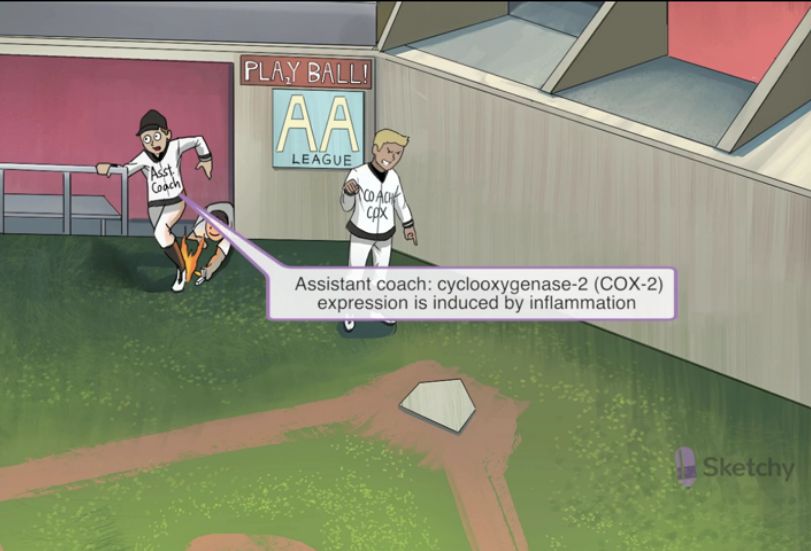 PLAY BALL!
AA
LEAGUE
Asst.
Coach
COACH
COX
Assistant coach: cyclooxygenase-2 (COX-2)
expression is induced by inflammation
Sketchy